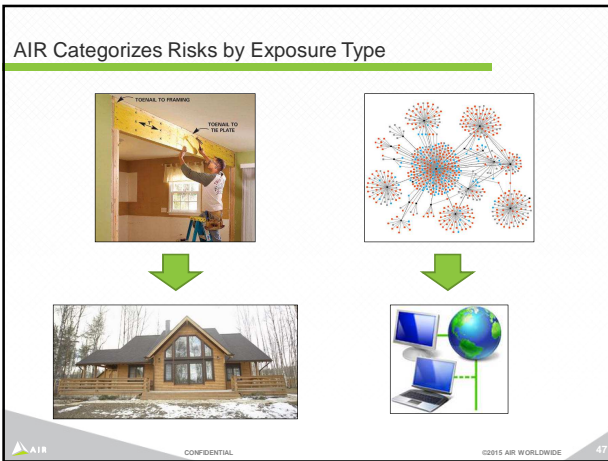 AIR Categorizes Risks by Exposure Type
TOENAIL TO FRAMING
TOENAIL TO
TIE PLATE
AIR
CONFIDENTIAL
©2015 AIR WORLDWIDE
47